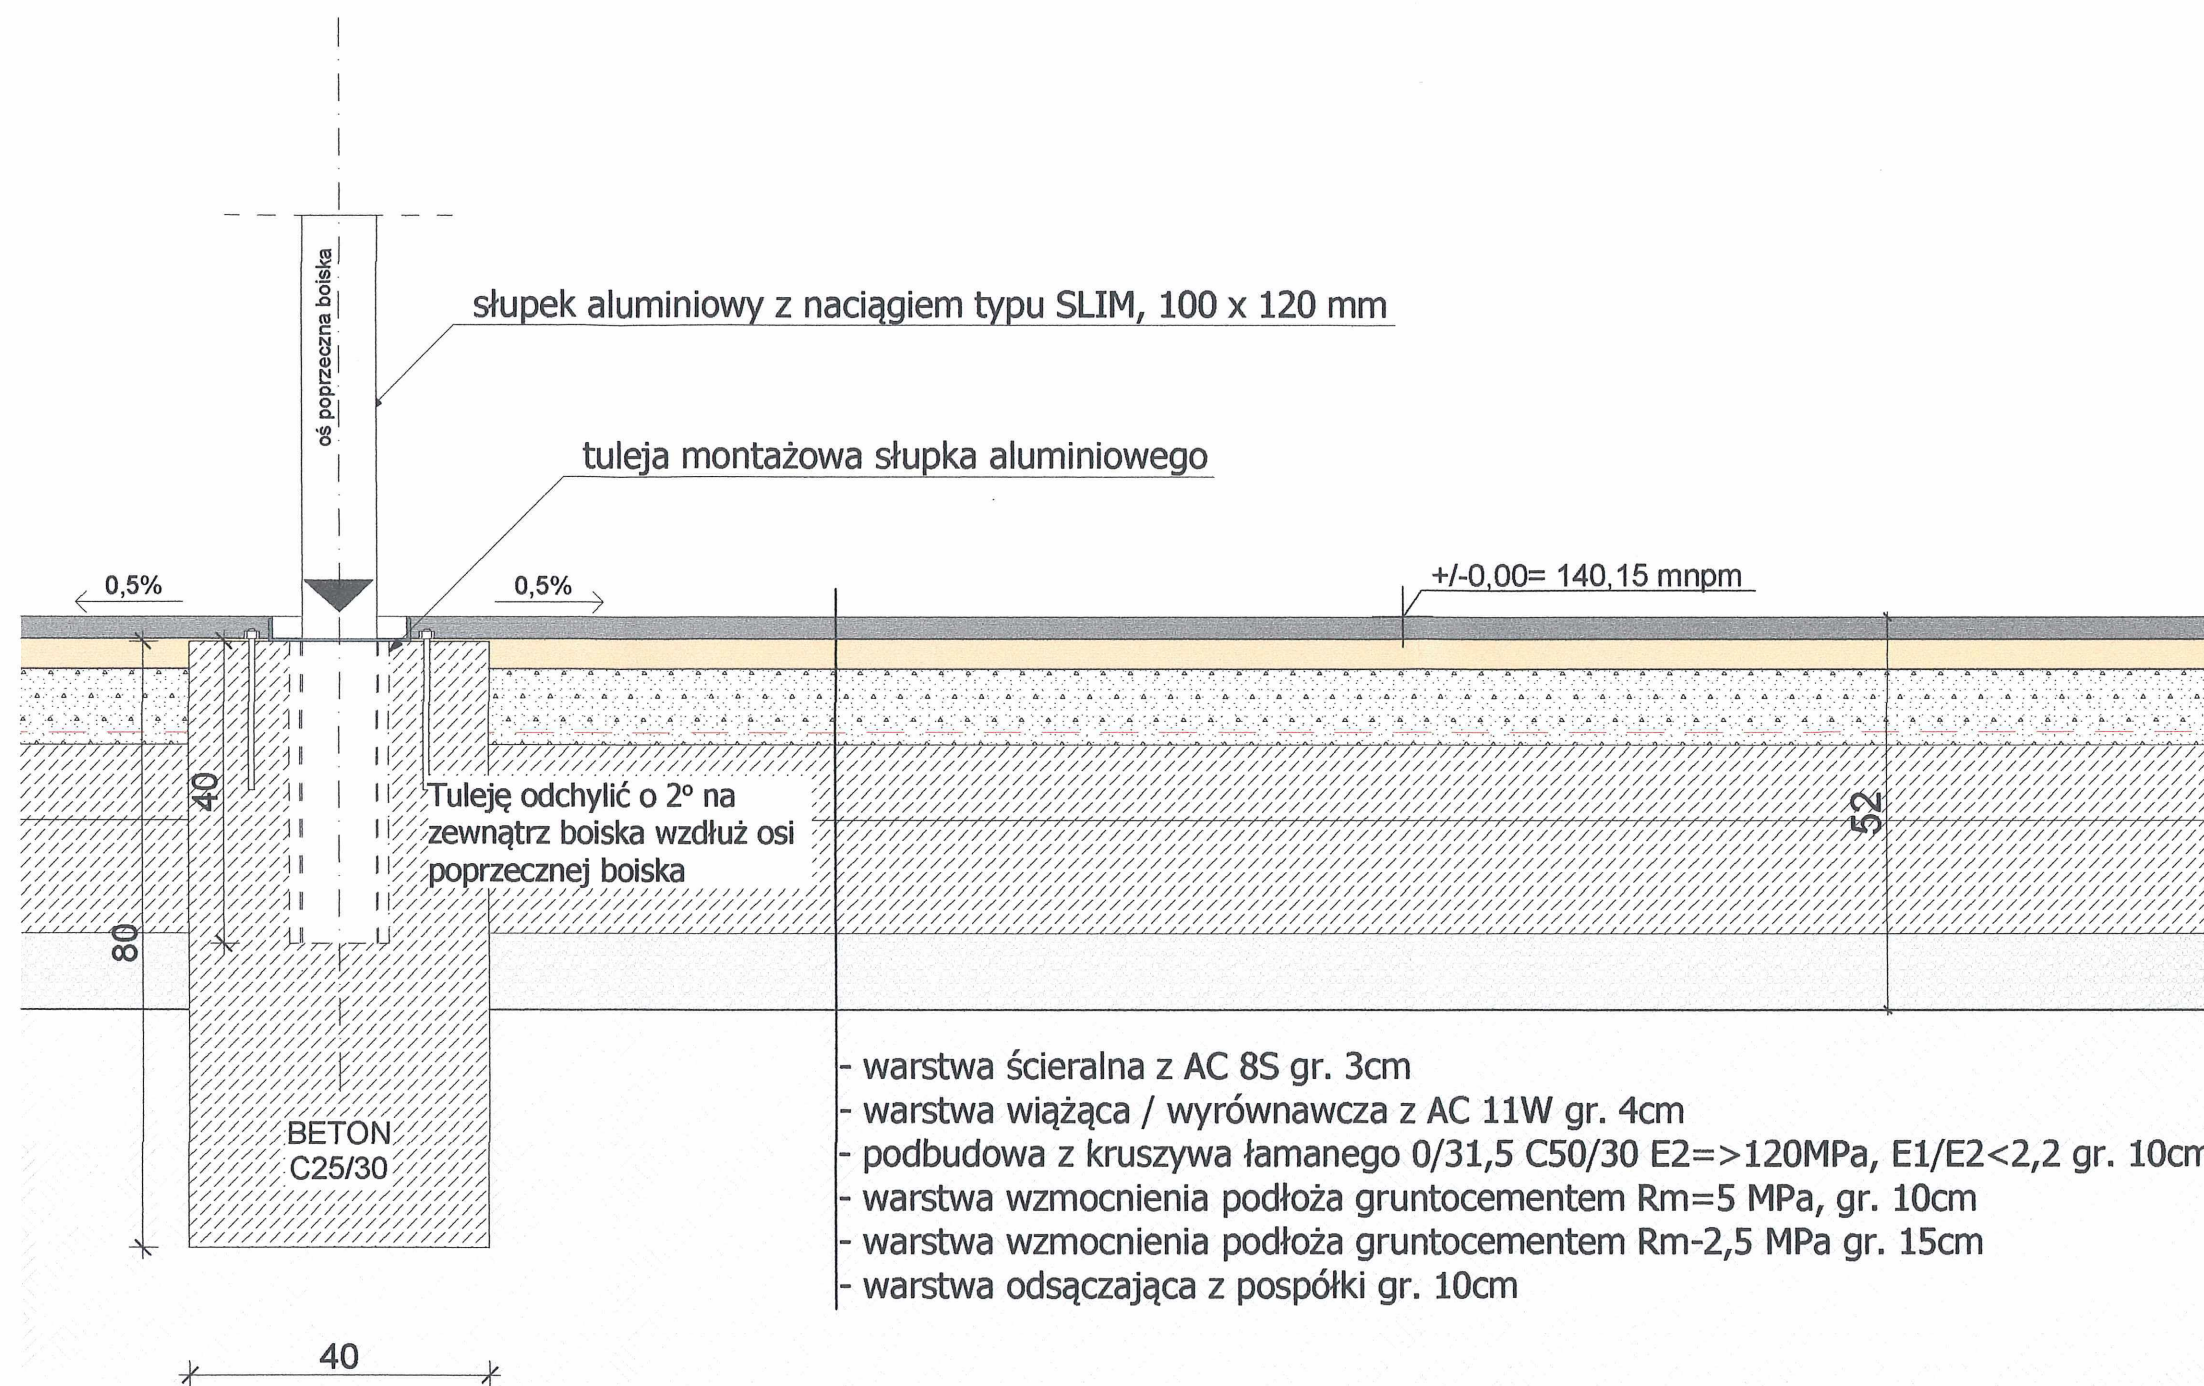 oś poprzeczna boiska
słupek aluminiowy z naciągiem typu SLIM, 100 x 120 mm
tuleja montażowa słupka aluminiowego
0,5%
0,5%
+/-0,00= 140,15 mnpm
40
80
52
Tuleję odchylić o 2º na
zewnątrz boiska wzdłuż osi
poprzecznej boiska
BETON
C25/30
- warstwa ścieralna z AC 8S gr. 3cm
- warstwa wiążąca / wyrównawcza z AC 11W gr. 4cm
- podbudowa z kruszywa łamanego 0/31,5 C50/30 E2=>120MPa, E1/E2<2,2 gr. 10cm
- warstwa wzmocnienia podłoża gruntocementem Rm=5 MPa, gr. 10cm
- warstwa wzmocnienia podłoża gruntocementem Rm-2,5 MPa gr. 15cm
- warstwa odsączająca z pospółki gr. 10cm
40